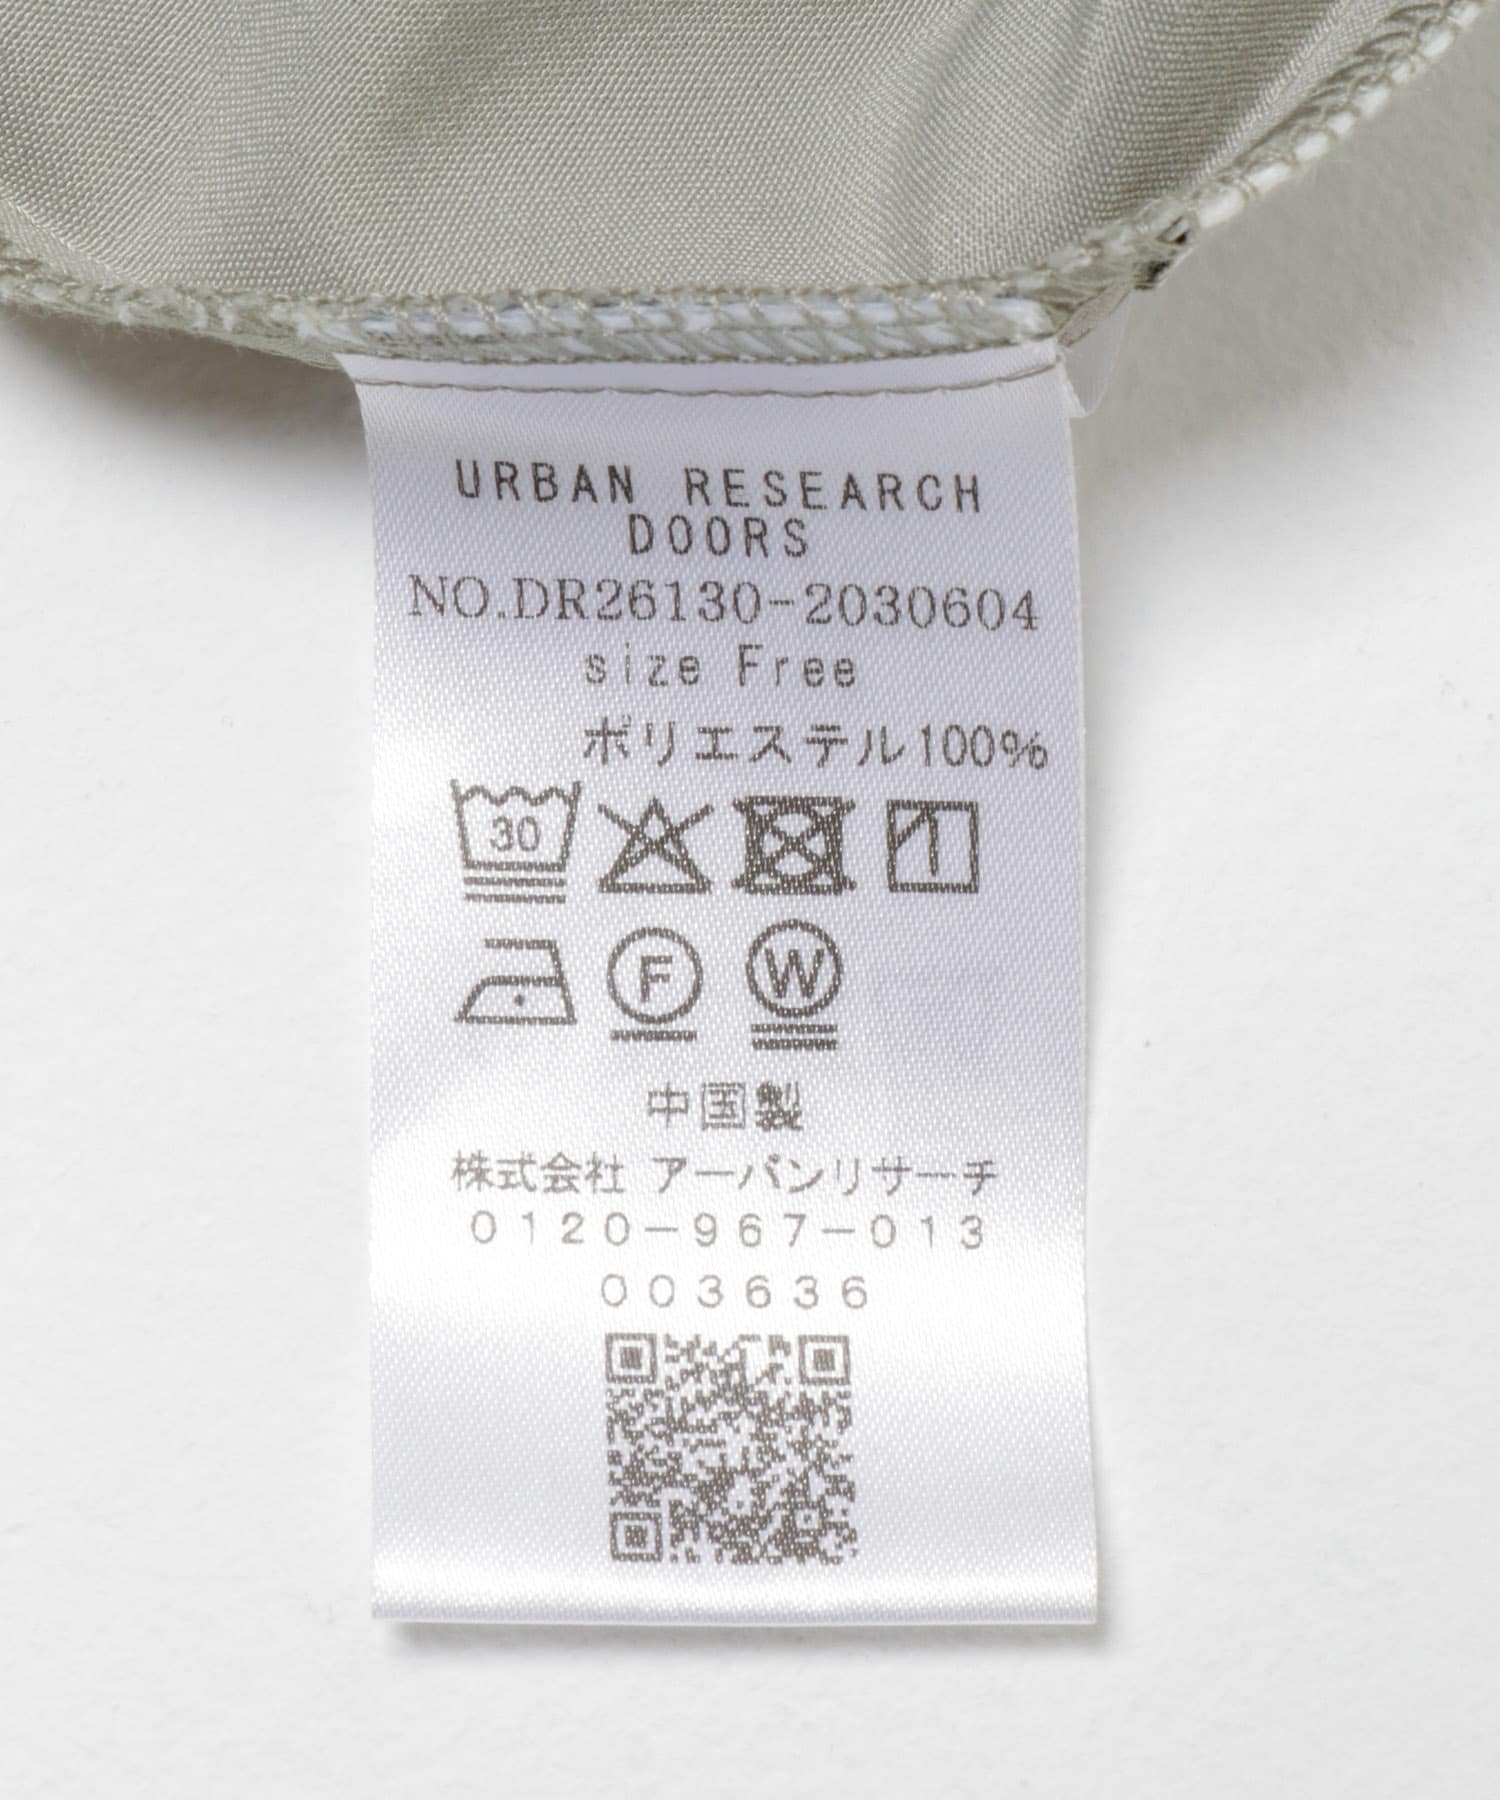 URBAN RESEARCH
DOORS
NO.DR26130-2030604
size Free
ポリエステル100%
30
F
W
中国製
株式会社 アーバンリサーチ
0120-967-013
003636